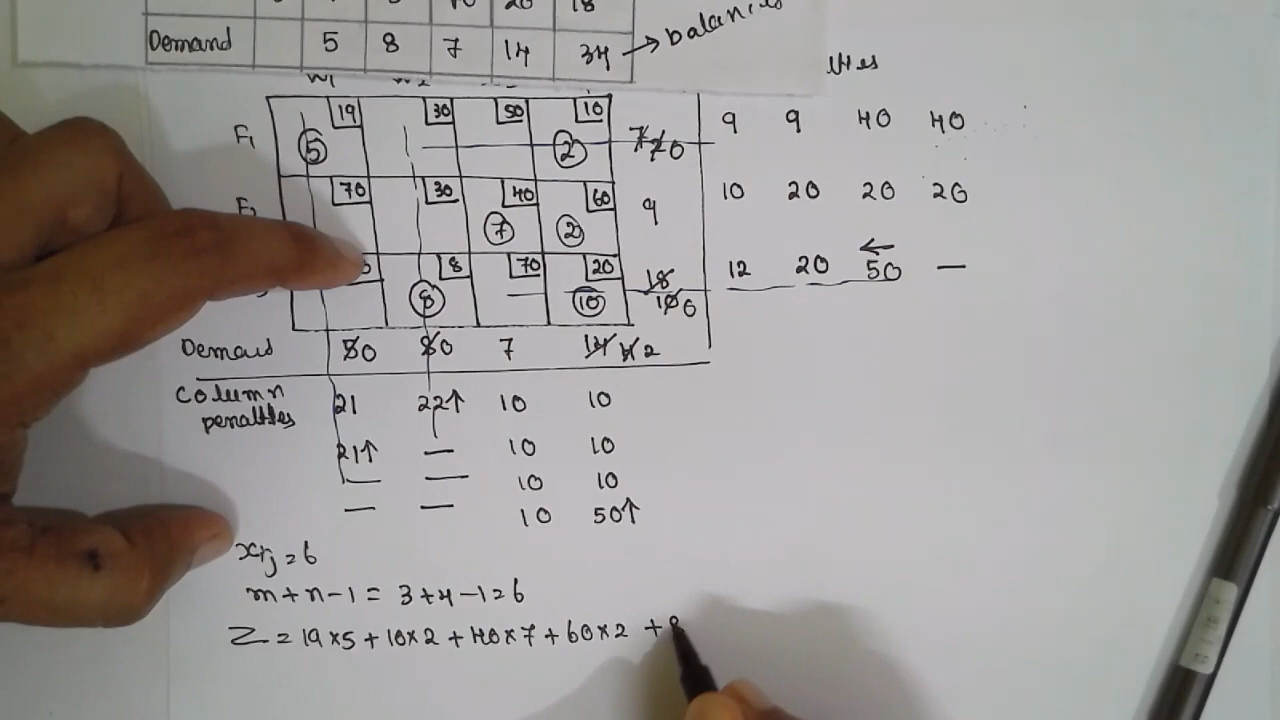 18
Demand 5 8 7 14 34 → balances
19 30 50 10
F1 5 2 7 2 0 9 9 40 40
70 30 40 60
7 2 9 10 20 20 20
8 70 20
8 10 18 10 0 12 20 50 ← —
Demand 5 0 8 0 7 14 4 2
Column penalties 21 22↑ 10 10
21↑ — 10 10
— — 10 10
— — 10 50↑
xij = 6
m+n-1 = 3+4-1=6
Z = 19×5 + 10×2 + 40×7 + 60×2 +